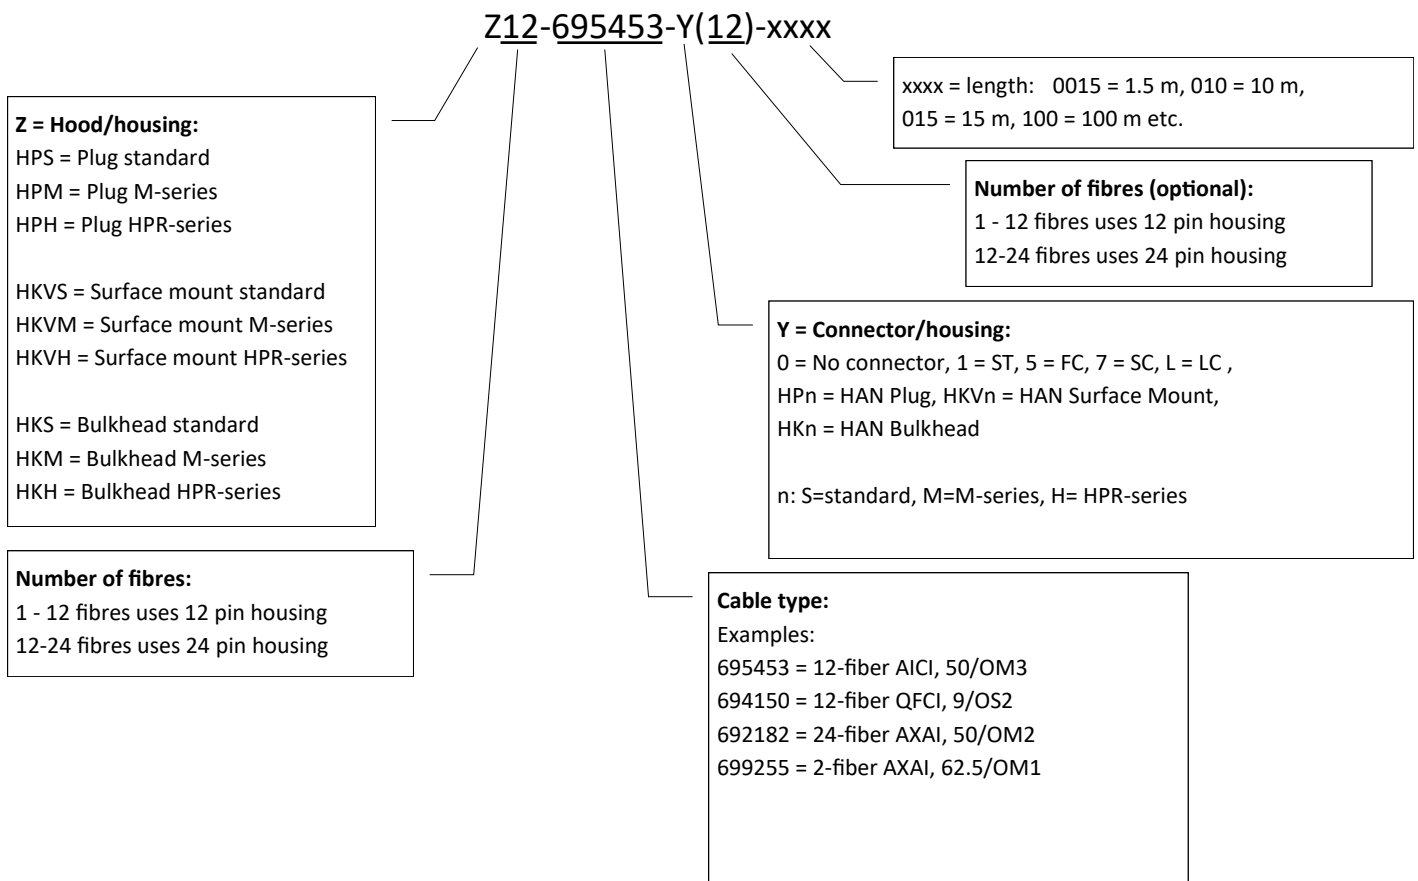 Z12-695453-Y(12)-xxxx
xxxx = length: 0015 = 1.5 m, 010 = 10 m,
015 = 15 m, 100 = 100 m etc.
Z = Hood/housing:
HPS = Plug standard
HPM = Plug M-series
HPH = Plug HPR-series
HKVS = Surface mount standard
HKVM = Surface mount M-series
HKVH = Surface mount HPR-series
HKS = Bulkhead standard
HKM = Bulkhead M-series
HKH = Bulkhead HPR-series
Number of fibres (optional):
1 - 12 fibres uses 12 pin housing
12-24 fibres uses 24 pin housing
Y = Connector/housing:
0 = No connector, 1 = ST, 5 = FC, 7 = SC, L = LC ,
HPn = HAN Plug, HKVn = HAN Surface Mount,
HKn = HAN Bulkhead
n: S=standard, M=M-series, H= HPR-series
Number of fibres:
1 - 12 fibres uses 12 pin housing
12-24 fibres uses 24 pin housing
Cable type:
Examples:
695453 = 12-fiber AICI, 50/OM3
694150 = 12-fiber QFCI, 9/OS2
692182 = 24-fiber AXAI, 50/OM2
699255 = 2-fiber AXAI, 62.5/OM1